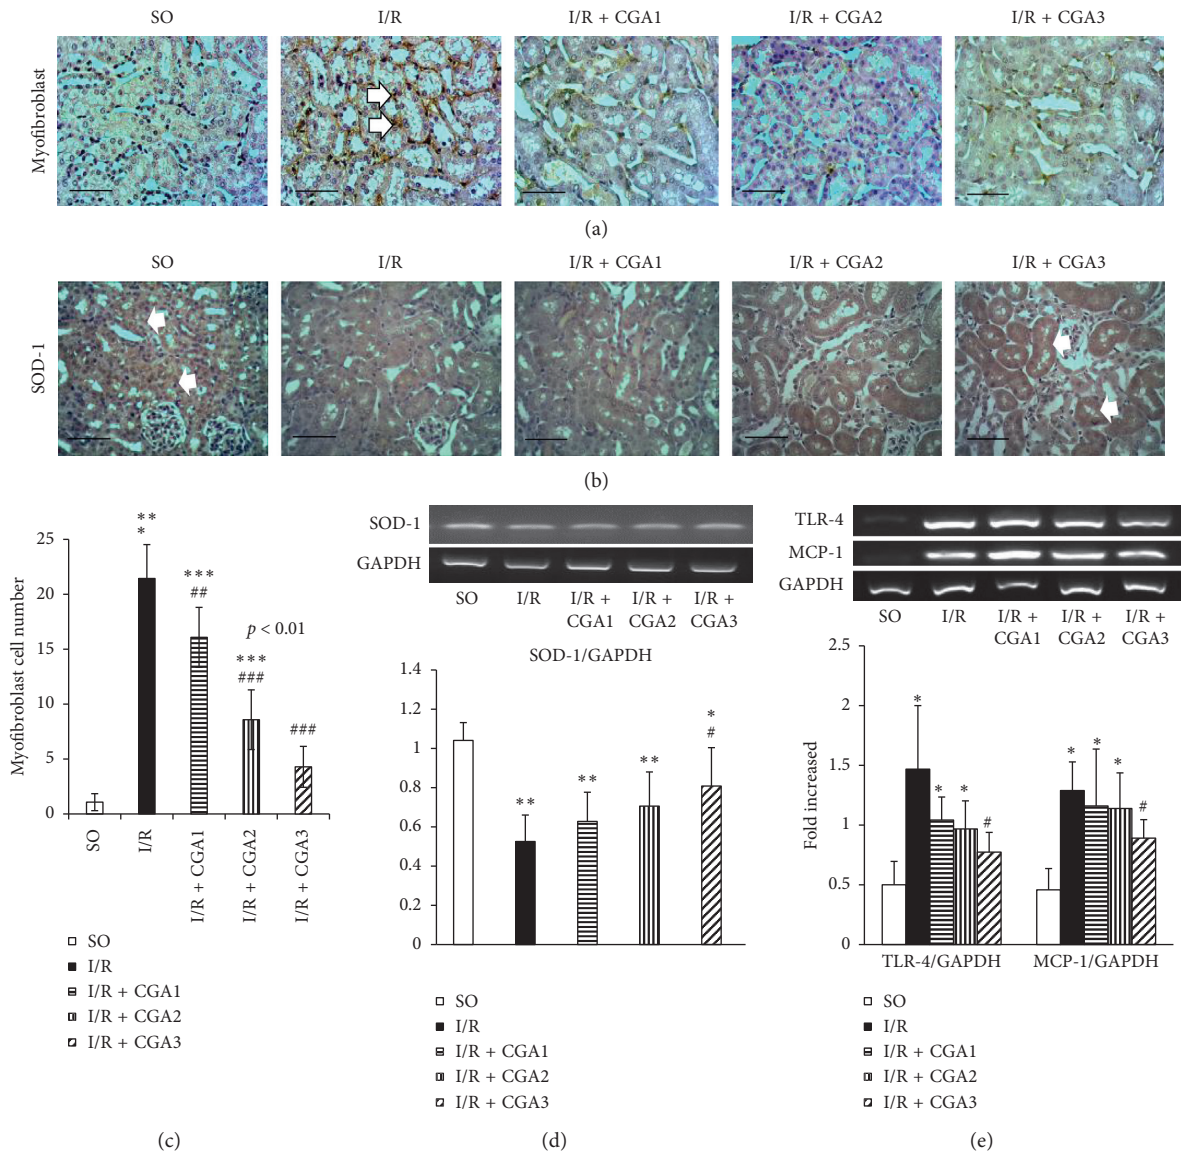 SO I/R I/R + CGA1 I/R + CGA2 I/R + CGA3
Myofibroblast
(a)
SO I/R I/R + CGA1 I/R + CGA2 I/R + CGA3
SOD-1
(b)
**
*
***
##
p < 0.01
***
###
###
25
20
15
10
5
0
Myofibroblast cell number
SO
I/R
I/R + CGA1
I/R + CGA2
I/R + CGA3
SO
I/R
I/R + CGA1
I/R + CGA2
I/R + CGA3
(c)
SOD-1
GAPDH
SO I/R I/R + I/R + I/R +
CGA1 CGA2 CGA3
SOD-1/GAPDH
1.4
1.2
1
0.8
0.6
0.4
0.2
0
**
**
**
*
#
SO
I/R
I/R + CGA1
I/R + CGA2
I/R + CGA3
(d)
TLR-4
MCP-1
GAPDH
SO I/R I/R + I/R + I/R +
CGA1 CGA2 CGA3
2.5
2
1.5
1
0.5
0
Fold increased
* * * #
* * * #
TLR-4/GAPDH MCP-1/GAPDH
SO
I/R
I/R + CGA1
I/R + CGA2
I/R + CGA3
(e)